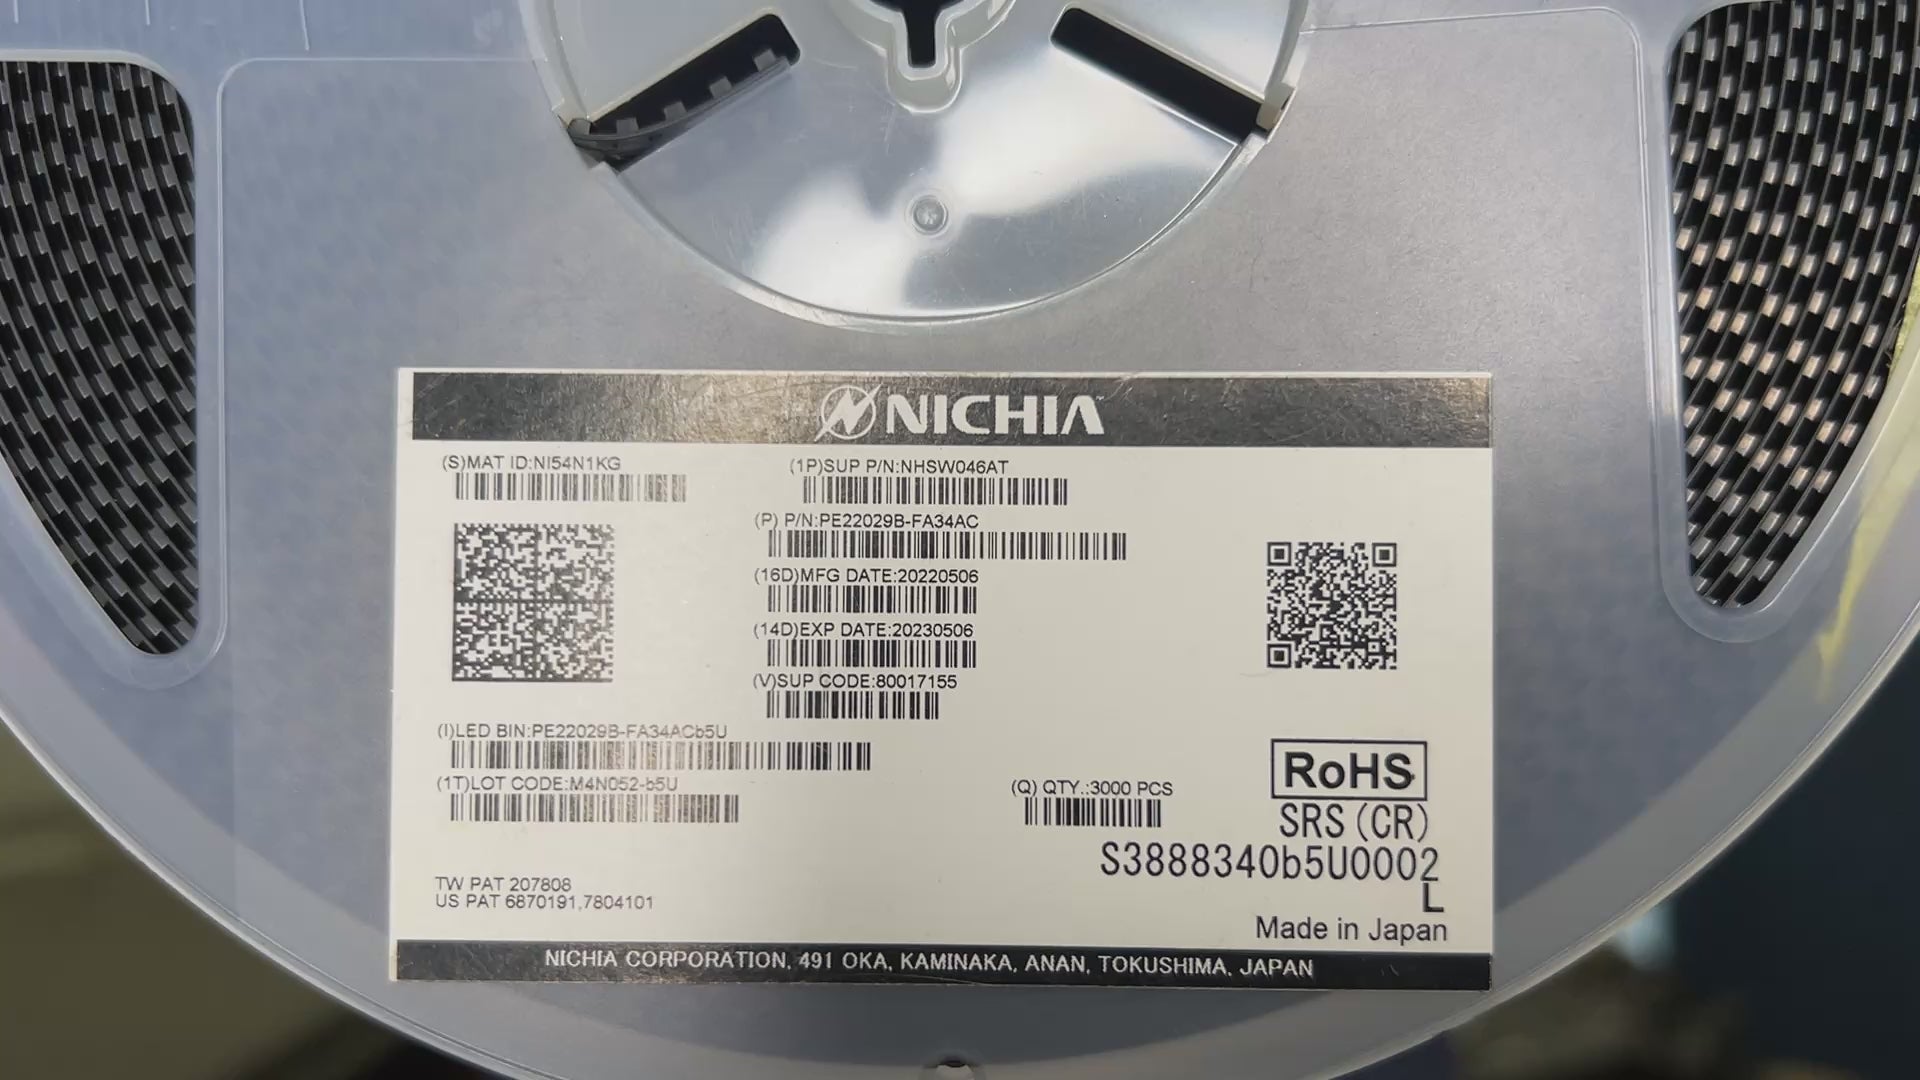 NICHIA
(S)MAT ID:NI54N1KG
(1P)SUP P/N:NHSW046AT
(P) P/N:PE22029B-FA34AC
(16D)MFG DATE:20220506
(14D)EXP DATE:20230506
(V)SUP CODE:80017155
(I)LED BIN:PE22029B-FA34ACb5U
(1T)LOT CODE:M4N052-b5U
(Q) QTY.:3000 PCS
RoHS
SRS (CR)
S3888340b5U0002
L
TW PAT 207808
US PAT 6870191,7804101
Made in Japan
NICHIA CORPORATION, 491 OKA, KAMINAKA, ANAN, TOKUSHIMA, JAPAN